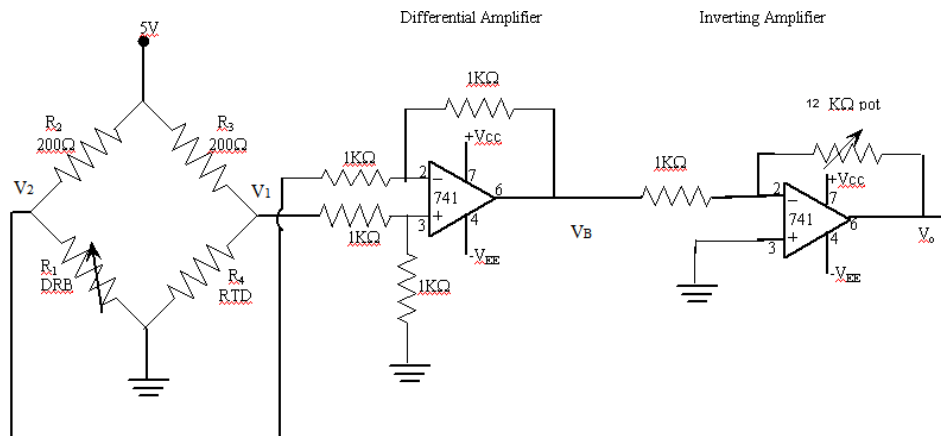 Differential Amplifier
Inverting Amplifier
5V
R2
200Ω
R3
200Ω
V2
V1
R1
DRB
R4
RTD
1KΩ
1KΩ
1KΩ
1KΩ
2
3
741
+VCC
7
6
4
-VEE
VB
1KΩ
12 KΩ pot
2
3
741
+VCC
7
6
4
-VEE
Vo